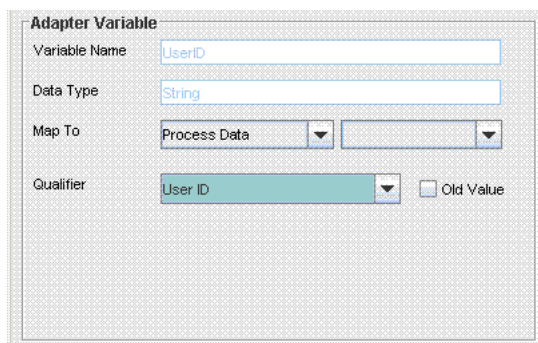 Adapter Variable
Variable Name UserID
Data Type String
Map To Process Data
Qualifier User ID Old Value